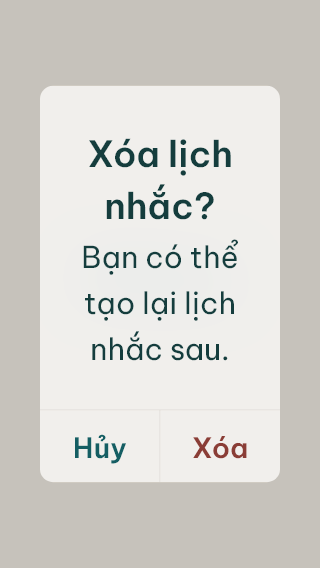 Xóa lịch
nhắc?
Bạn có thể
tạo lại lịch
nhắc sau.
Hủy
Xóa